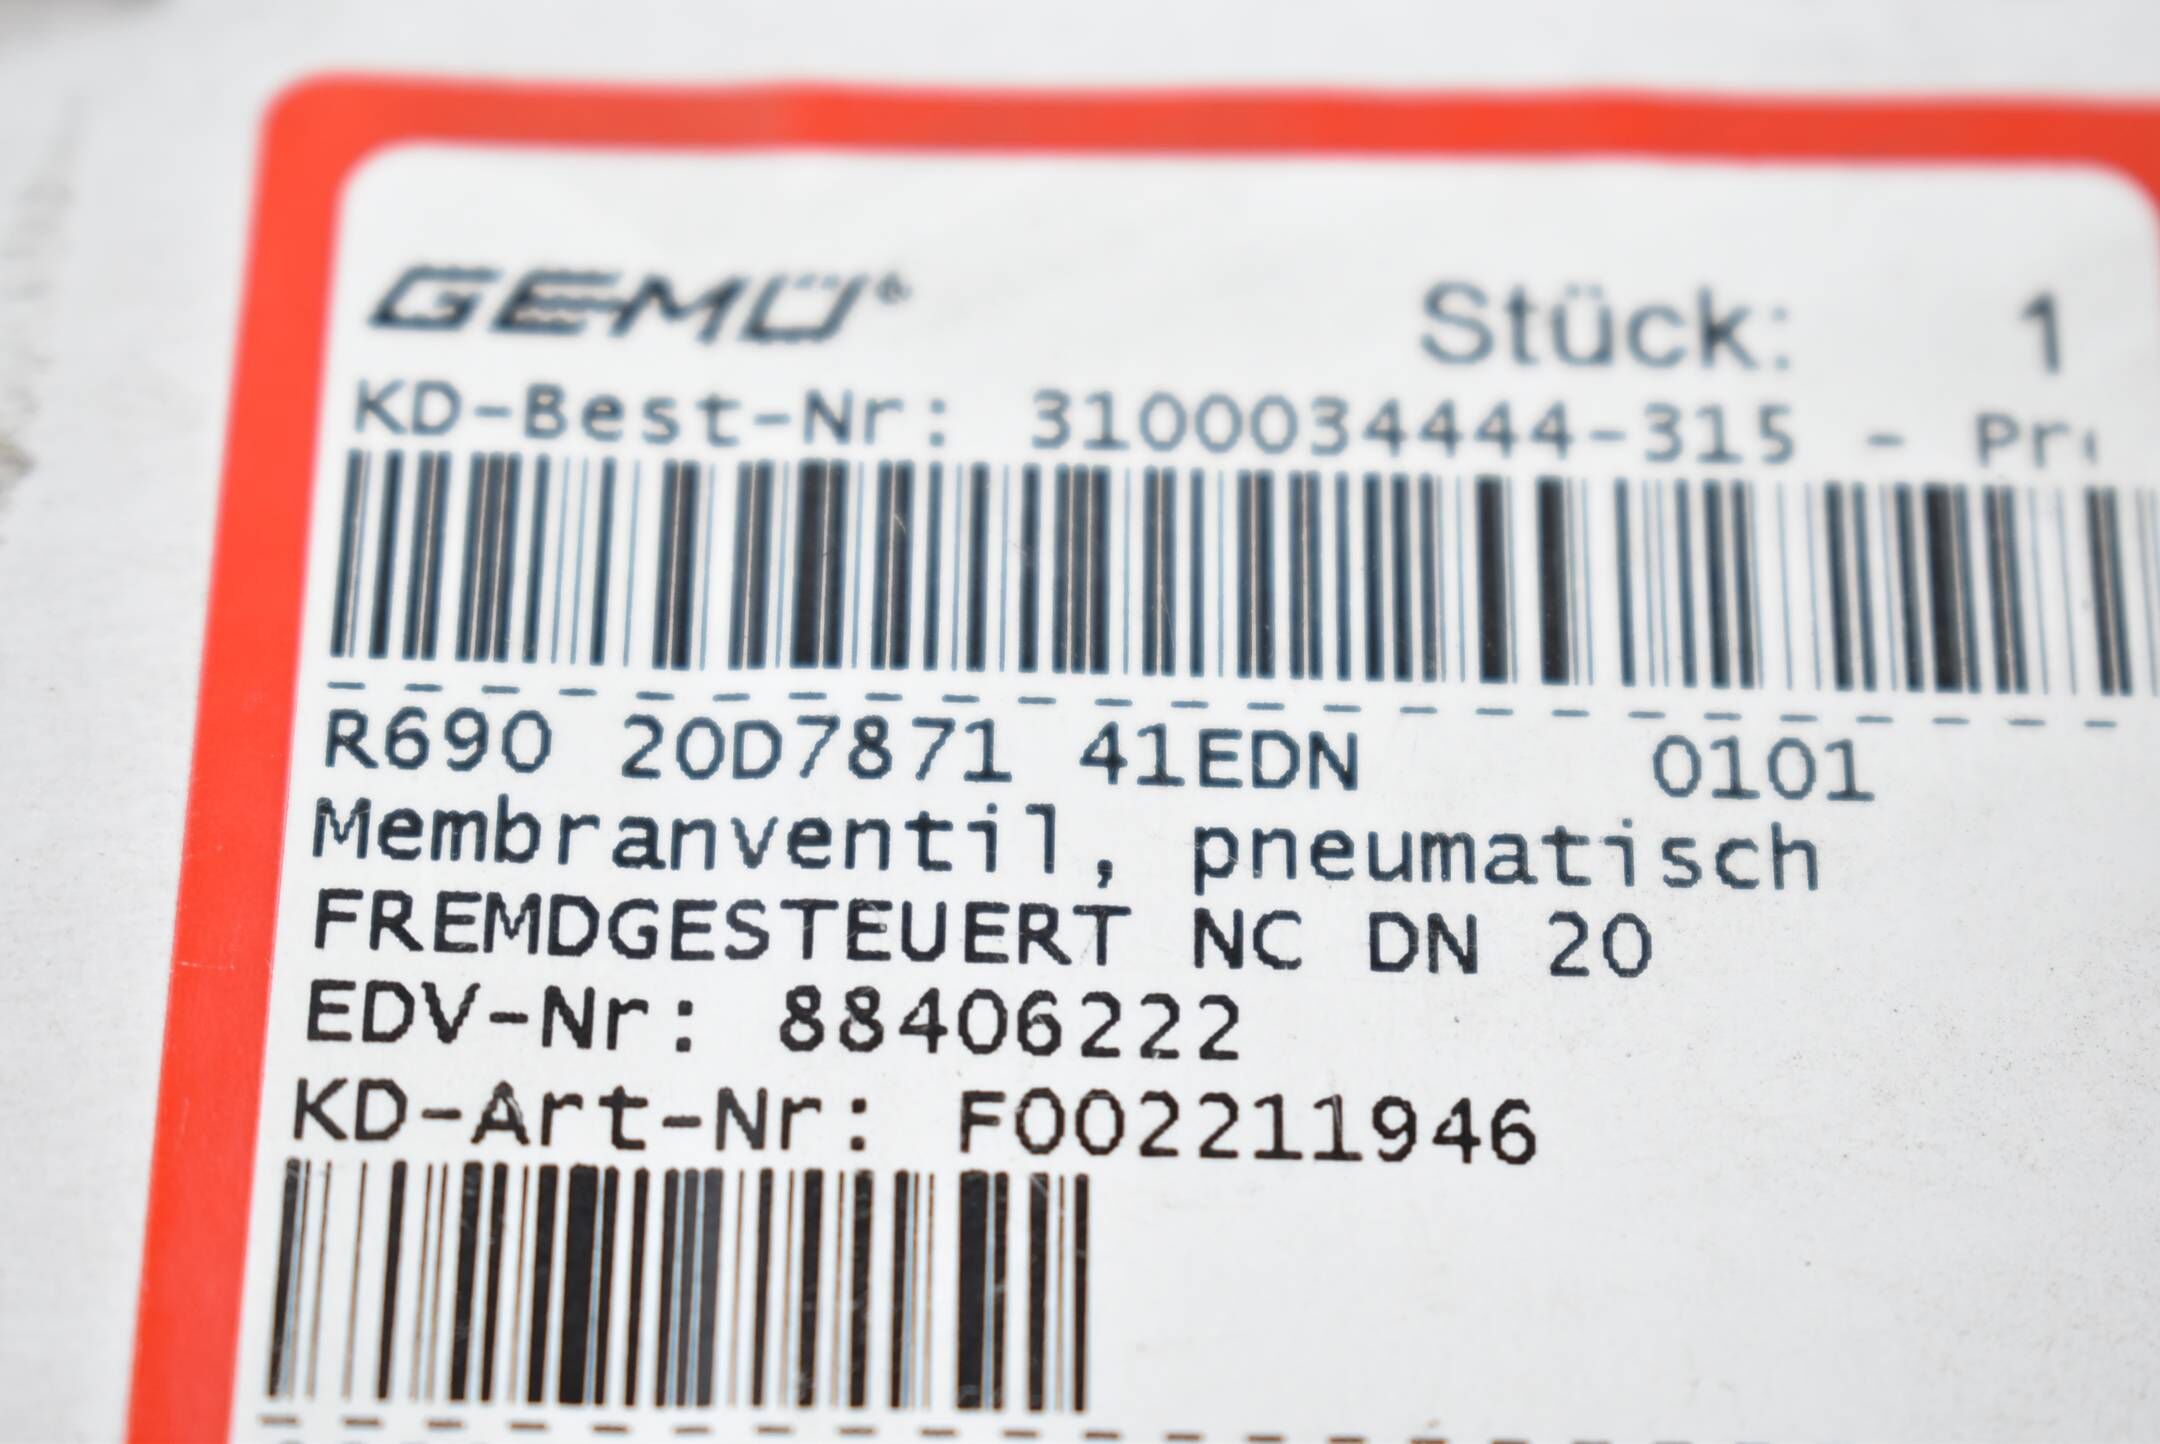 GEMÜ® Stück: 1
KD-Best-Nr: 3100034444-315 -
R690 20D7871 41EDN 0101
Membranventil, pneumatisch
FREMDGESTEUERT NC DN 20
EDV-Nr: 88406222
KD-Art-Nr: F002211946